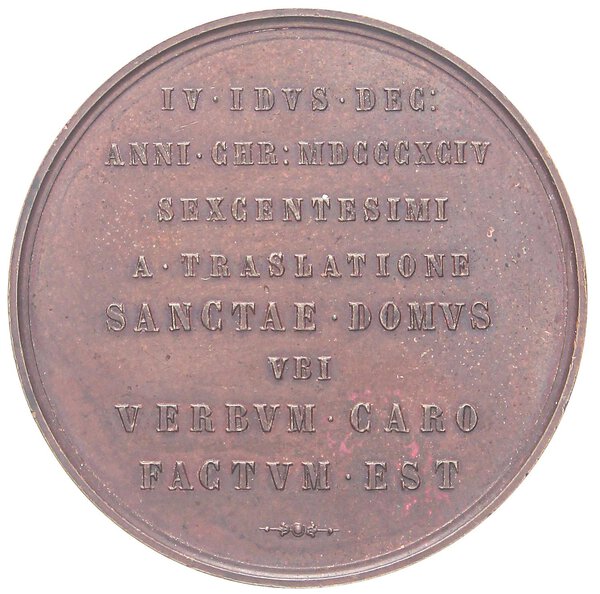 IV · IDVS · DEC:
ANNI · CHR: MDCCCXCIV
SEXCENTESIMI
A · TRASLATIONE
SANCTAE · DOMVS
VBI
VERBVM · CARO
FACTVM · EST